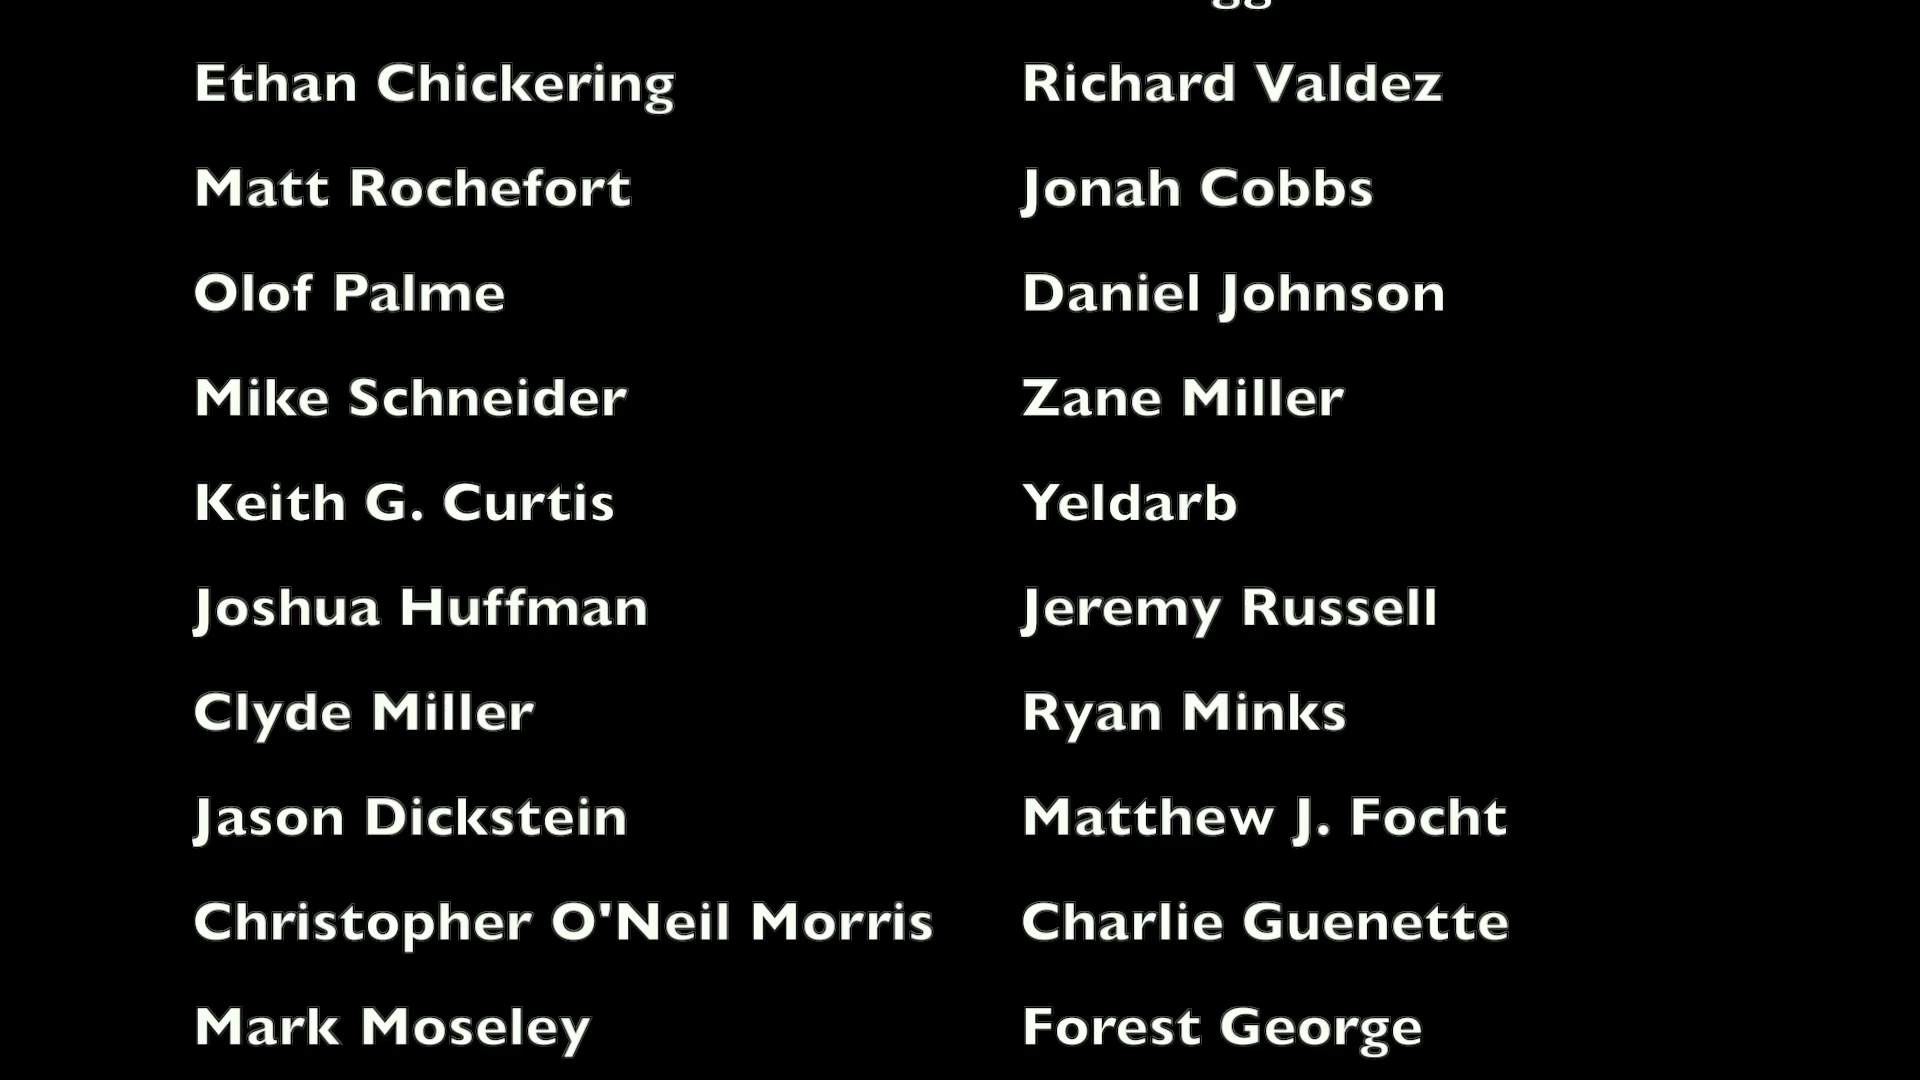 Ethan Chickering
Richard Valdez
Matt Rochefort
Jonah Cobbs
Olof Palme
Daniel Johnson
Mike Schneider
Zane Miller
Keith G. Curtis
Yeldarb
Joshua Huffman
Jeremy Russell
Clyde Miller
Ryan Minks
Jason Dickstein
Matthew J. Focht
Christopher O'Neil Morris
Charlie Guenette
Mark Moseley
Forest George